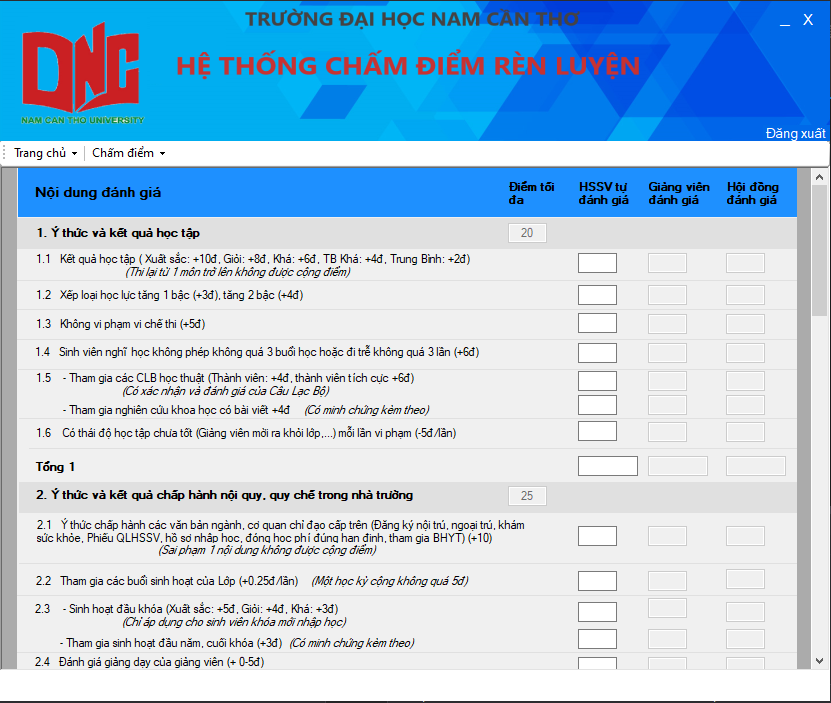 TRƯỜNG ĐẠI HỌC NAM CẦN THƠ
_ X
DNC
HỆ THỐNG CHẤM ĐIỂM RÈN LUYỆN
NAM CAN THO UNIVERSITY
Đăng xuất
Trang chủ Chấm điểm
Nội dung đánh giá Điểm tối đa HSSV tự đánh giá Giảng viên đánh giá Hội đồng đánh giá
1. Ý thức và kết quả học tập 20
1.1 Kết quả học tập ( Xuất sắc: +10đ, Giỏi: +8đ, Khá: +6đ, TB Khá: +4đ, Trung Bình: +2đ)
(Thi lại từ 1 môn trở lên không được cộng điểm)
1.2 Xếp loại học lực tăng 1 bậc (+3đ), tăng 2 bậc (+4đ)
1.3 Không vi phạm vi chế thi (+5đ)
1.4 Sinh viên nghĩ học không phép không quá 3 buổi học hoặc đi trễ không quá 3 lần (+6đ)
1.5 - Tham gia các CLB học thuật (Thành viên: +4đ, thành viên tích cực +6đ)
(Có xác nhận và đánh giá của Câu Lạc Bộ)
- Tham gia nghiên cứu khoa học có bài viết +4đ (Có minh chứng kèm theo)
1.6 Có thái độ học tập chưa tốt (Giảng viên mời ra khỏi lớp,...) mỗi lần vi phạm (-5đ/lần)
Tổng 1
2. Ý thức và kết quả chấp hành nội quy, quy chế trong nhà trường 25
2.1 Ý thức chấp hành các văn bản ngành, cơ quan chỉ đạo cấp trên (Đăng ký nội trú, ngoại trú, khám
sức khỏe, Phiếu QLHSSV, hồ sơ nhập học, đóng học phí đúng hạn định, tham gia BHYT) (+10)
(Sai phạm 1 nội dung không được cộng điểm)
2.2 Tham gia các buổi sinh hoạt của Lớp (+0.25đ/lần) (Một học kỳ cộng không quá 5đ)
2.3 - Sinh hoạt đầu khóa (Xuất sắc: +5đ, Giỏi: +4đ, Khá: +3đ)
(Chỉ áp dụng cho sinh viên khóa mới nhập học)
- Tham gia sinh hoạt đầu năm, cuối khóa (+3đ) (Có minh chứng kèm theo)
2.4 Đánh giá giảng dạy của giảng viên (+ 0-5đ)